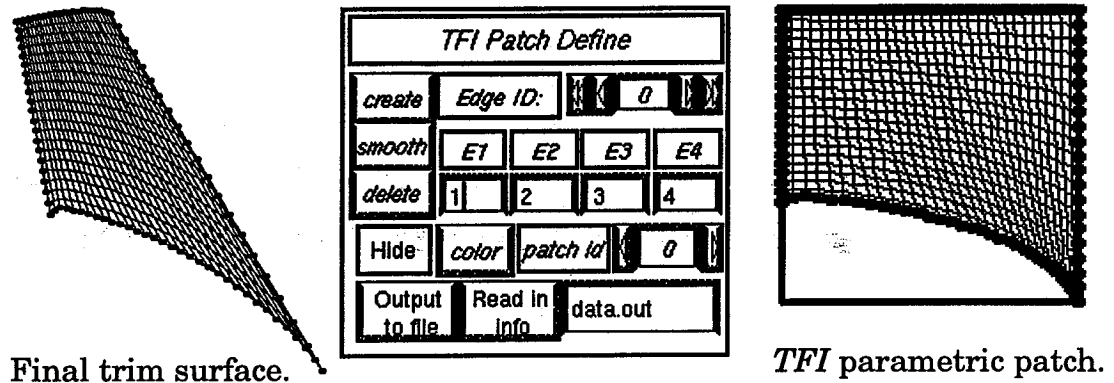 TFI Patch Define
create Edge ID: 0
smooth E1 E2 E3 E4
delete 1 2 3 4
Hide color patch id 0
Output to file Read in info data.out
Final trim surface.
TFI parametric patch.